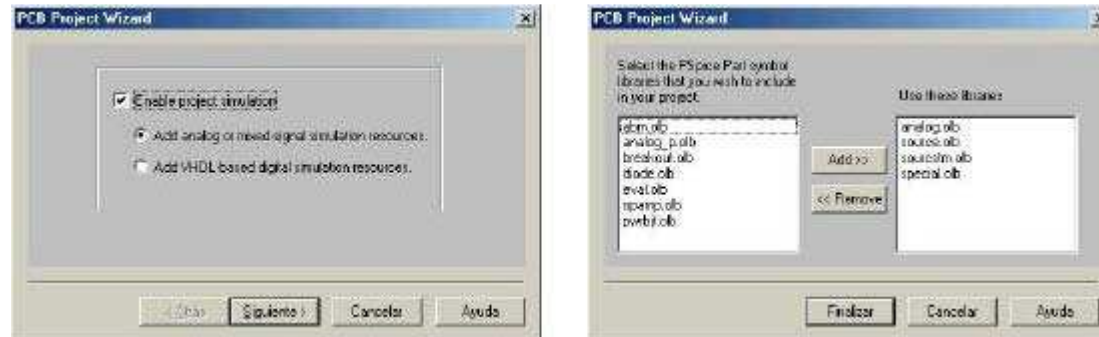 PCB Project Wizard
Enable project simulation
Add analog or mixed-signal simulation resources.
Add VHDL-based digital simulation resources.
< Atrás
Siguiente >
Cancelar
Ayuda
PCB Project Wizard
Select the PSpice Part symbol
libraries that you wish to include
in your project.
abm.olb
analog_p.olb
breakout.olb
diode.olb
eval.olb
opamp.olb
pwrbjt.olb
Add >>
<< Remove
Use these libraries
analog.olb
source.olb
sourcstm.olb
special.olb
Finalizar
Cancelar
Ayuda